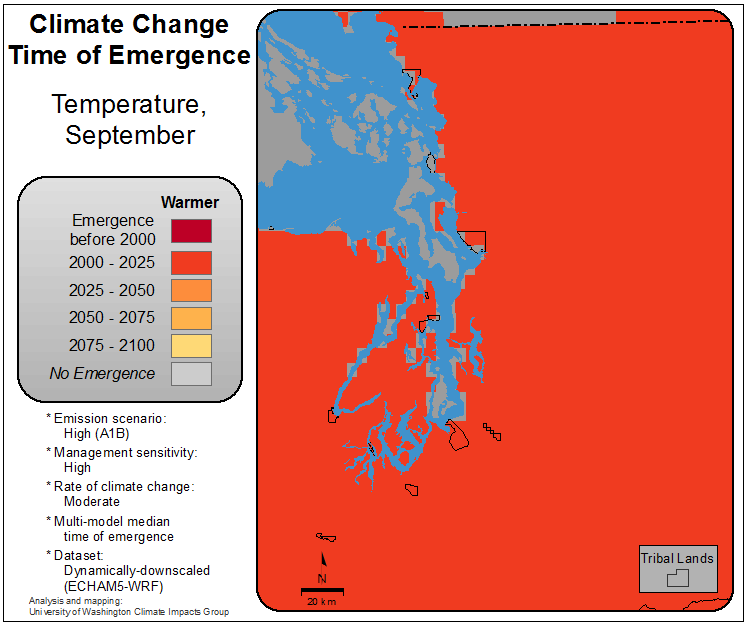 Climate Change
Time of Emergence
Temperature,
September
Warmer
Emergence
before 2000
2000 - 2025
2025 - 2050
2050 - 2075
2075 - 2100
No Emergence
* Emission scenario:
High (A1B)
* Management sensitivity:
High
* Rate of climate change:
Moderate
* Multi-model median
time of emergence
* Dataset:
Dynamically-downscaled
(ECHAM5-WRF)
Analysis and mapping:
University of Washington Climate Impacts Group
N
20 km
Tribal Lands